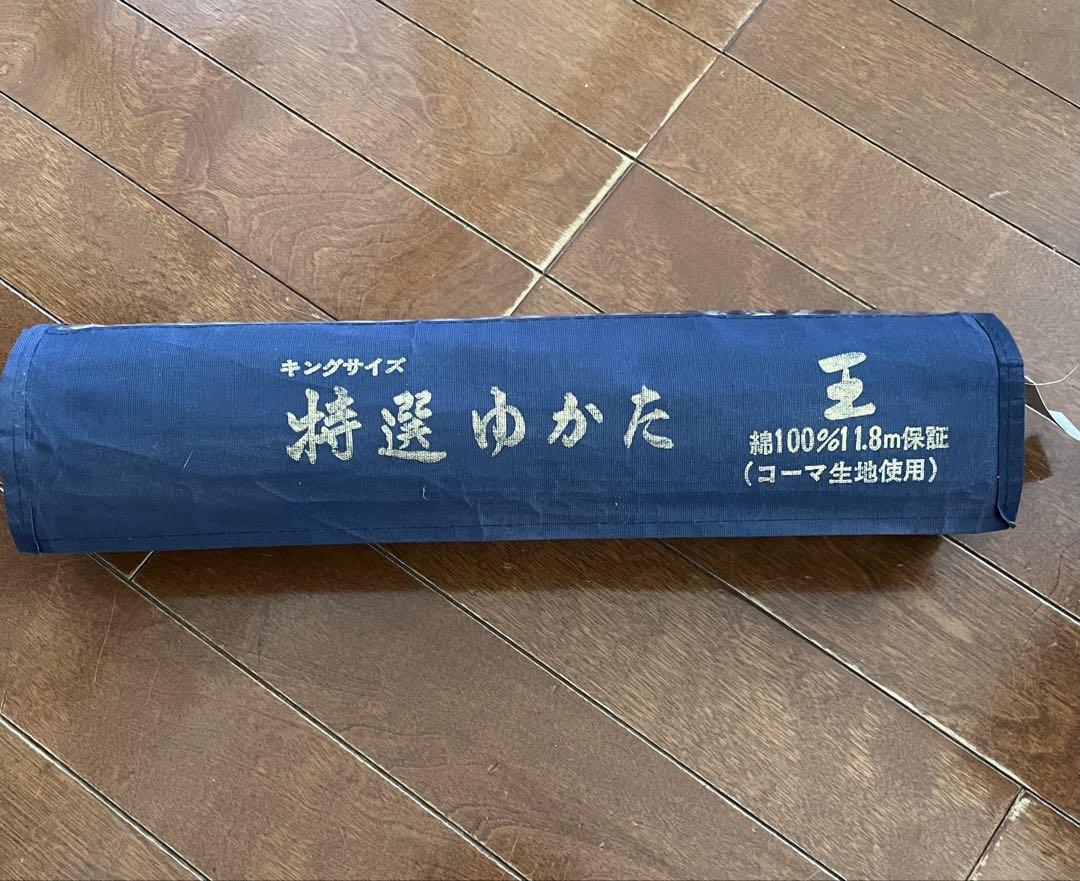 キングサイズ
特選ゆかた
王
綿100%11.8m保証
(コーマ生地使用)